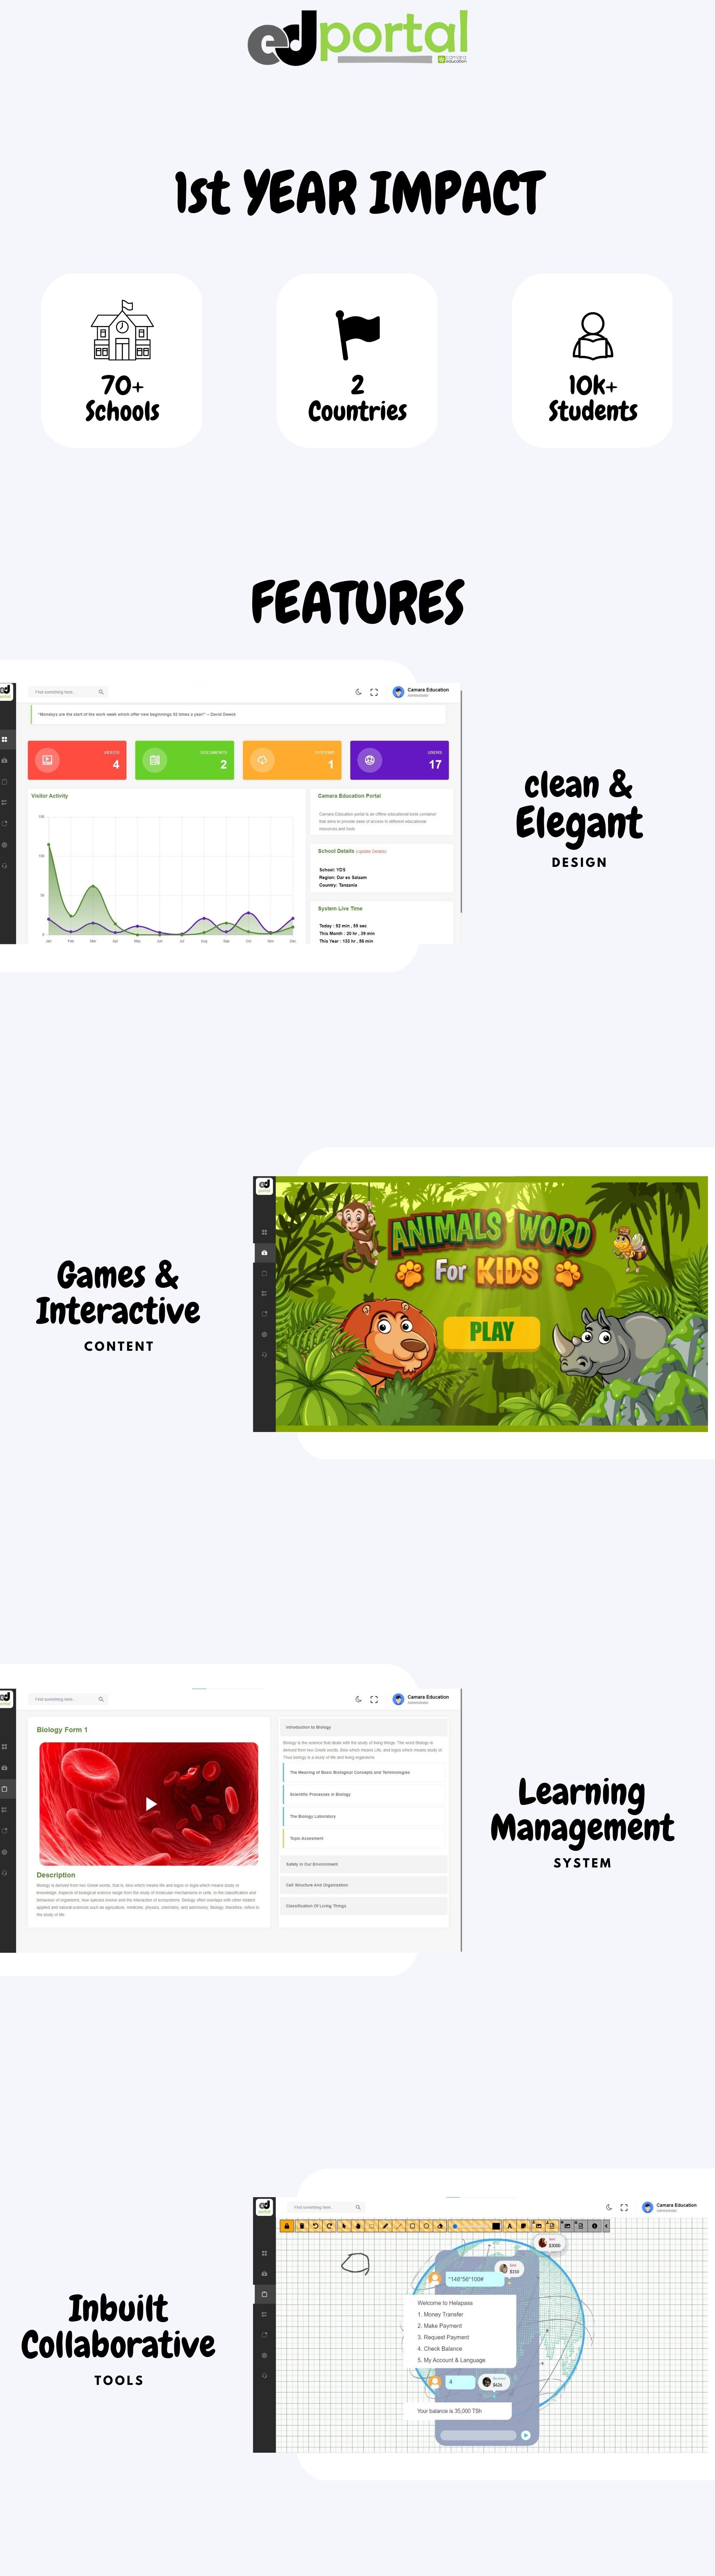 edportal
camara
education
1st YEAR IMPACT
70+
Schools
2
Countries
10k+
Students
FEATURES
Find something here..
Camara Education
Administrator
"Mondays are the start of the work week which offer new beginnings 52 times a year!" – David Dweck
VIDEOS
4
DOCUMENTS
2
SYSTEMS
1
USERS
17
Visitor Activity
150
100
50
0
Jan Feb Mar Apr May Jun Jul Aug Sep Oct Nov Dec
Camara Education Portal
Camara Education portal is an offline educational tools container
that aims to provide ease of access to different educational
resources and tools
School Details (Update Details)
School: YDS
Region: Dar es Salaam
Country: Tanzania
System Live Time
Today : 53 min , 59 sec
This Month : 20 hr , 39 min
This Year : 133 hr , 56 min
clean &
Elegant
DESIGN
Games &
Interactive
CONTENT
ed
portal
ANIMALS WORD
For KIDS
PLAY
Find something here..
Camara Education
Administrator
Biology Form 1
Description
Biology is derived from two Greek words, that is, bios which means life and logos or logia which means study or
knowledge. Aspects of biological science range from the study of molecular mechanisms in cells, to the classification and
behaviour of organisms, how species evolve and the interaction of ecosystems. Biology often overlaps with other related
applied and natural sciences such as agriculture, medicine, physics, chemistry, and astronomy. Biology, therefore, refers to
the study of life.
Introduction to Biology
Biology is the science that deals with the study of living things. The word Biology is
derived from two Greek words, Bios which means Life, and logos which means study of.
Thus biology is a study of life and living organisms
The Meaning of Basic Biological Concepts and Terminologies
Scientific Processes in Biology
The Biology Laboratory
Topic Assesment
Safety In Our Environment
Cell Structure And Organisation
Classification Of Living Things
Learning
Management
SYSTEM
Inbuilt
Collaborative
TOOLS
ed
portal
Find something here..
Camara Education
Administrator
$3000
$350
*148*56*100#
Welcome to Helapass
1. Money Transfer
2. Make Payment
3. Request Payment
4. Check Balance
5. My Account & Language
4
$626
Your balance is 35,000 TSh